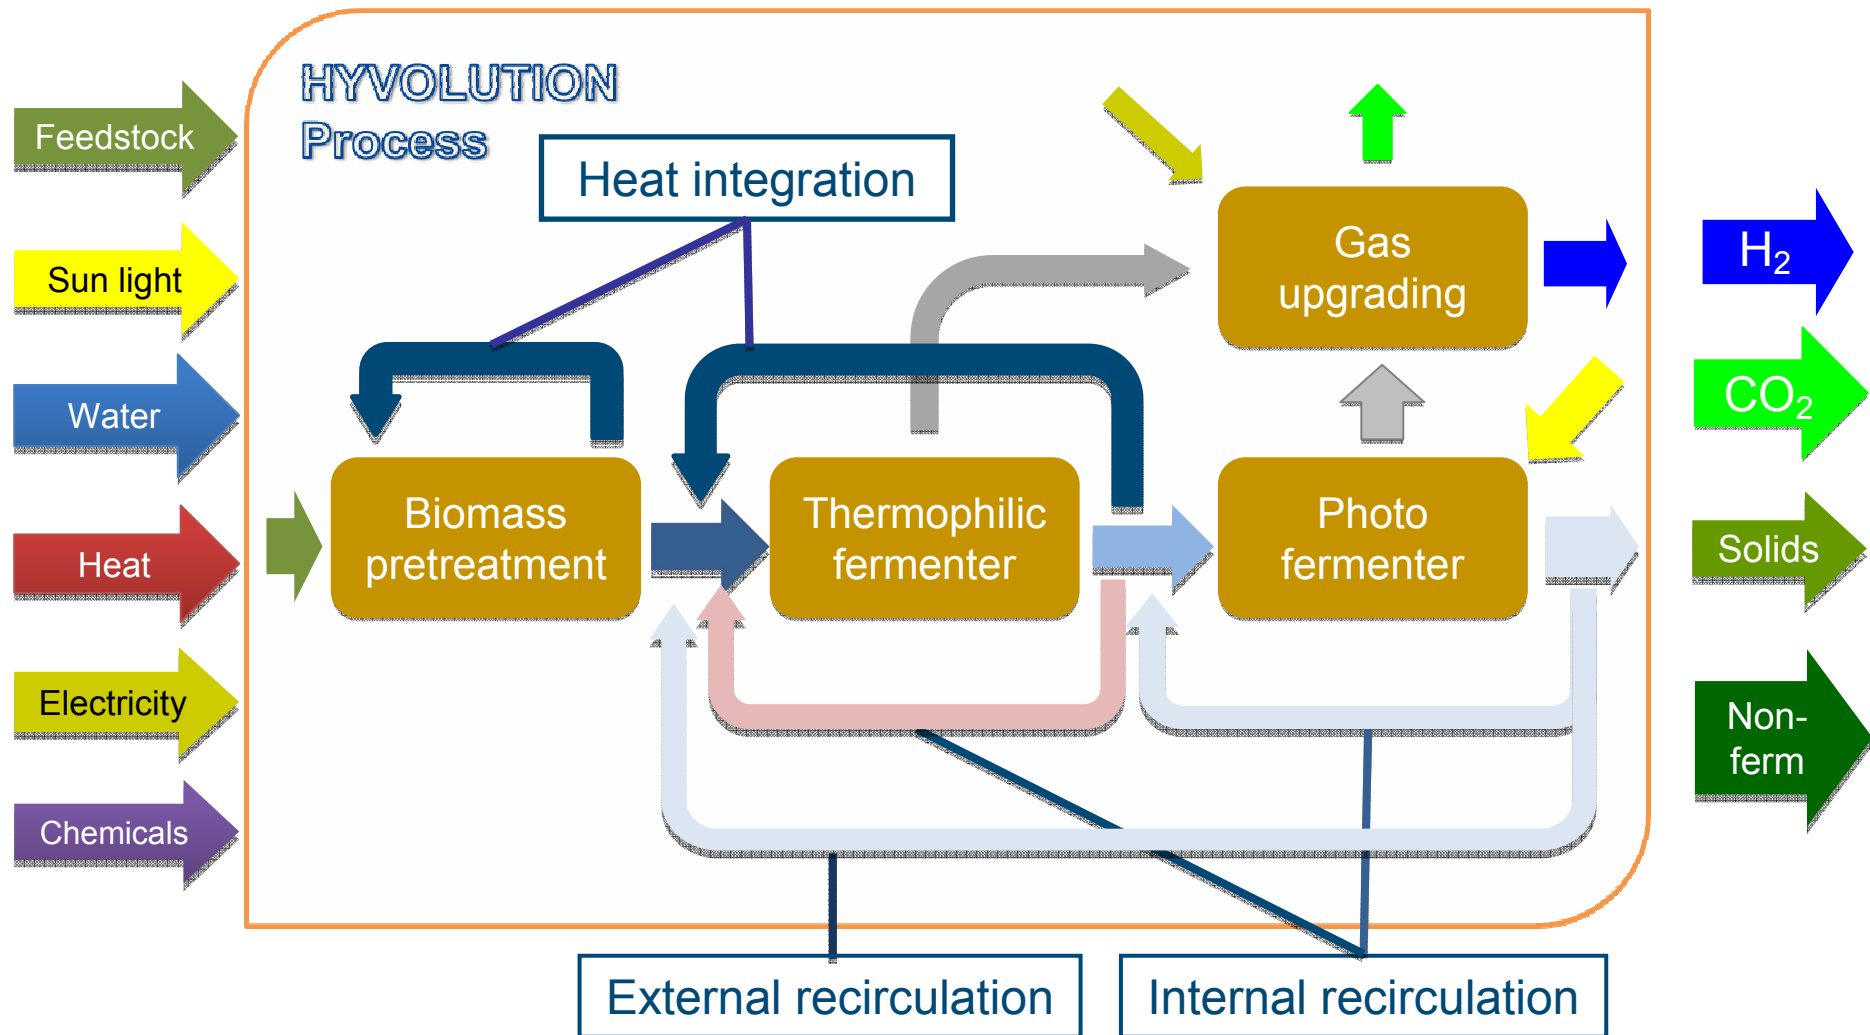 HYVOLUTION
Process
Feedstock
Sun light
Water
Heat
Electricity
Chemicals
Heat integration
Gas
upgrading
Biomass
pretreatment
Thermophilic
fermenter
Photo
fermenter
External recirculation
Internal recirculation
H₂
CO₂
Solids
Non-
ferm